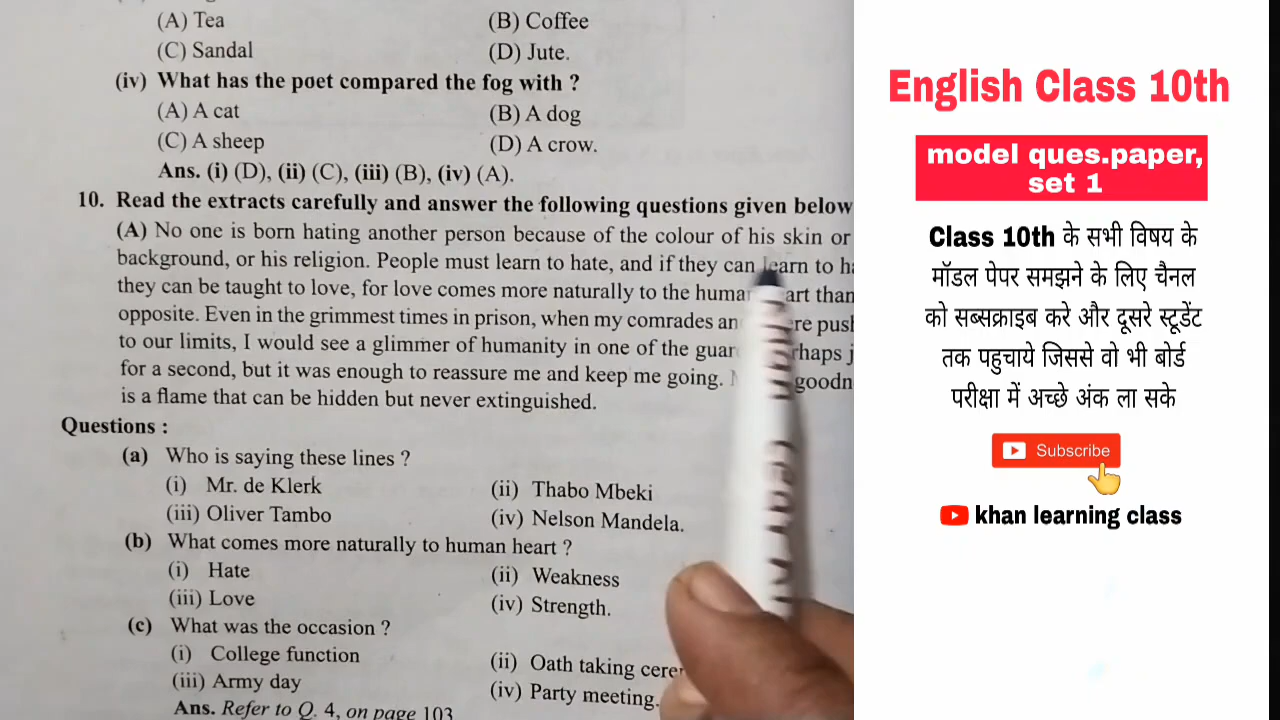 (A) Tea (B) Coffee
(C) Sandal (D) Jute.
(iv) What has the poet compared the fog with ?
(A) A cat (B) A dog
(C) A sheep (D) A crow.
Ans. (i) (D), (ii) (C), (iii) (B), (iv) (A).
10. Read the extracts carefully and answer the following questions given below
(A) No one is born hating another person because of the colour of his skin or
background, or his religion. People must learn to hate, and if they can learn to
they can be taught to love, for love comes more naturally to the human than
opposite. Even in the grimmest times in prison, when my comrades
to our limits, I would see a glimmer of humanity in one of the
for a second, but it was enough to reassure me and keep me going.
is a flame that can be hidden but never extinguished.
Questions :
(a) Who is saying these lines ?
(i) Mr. de Klerk (ii) Thabo Mbeki
(iii) Oliver Tambo (iv) Nelson Mandela.
(b) What comes more naturally to human heart ?
(i) Hate (ii) Weakness
(iii) Love (iv) Strength.
(c) What was the occasion ?
(i) College function (ii) Oath taking
(iii) Army day (iv) Party meeting.
Ans. Refer to Q. 4, on page 103
English Class 10th
model ques.paper,
set 1
Class 10th के सभी विषय के
मॉडल पेपर समझने के लिए चैनल
को सब्सक्राइब करे और दूसरे स्टूडेंट
तक पहुचाये जिससे वो भी बोर्ड
परीक्षा में अच्छे अंक ला सके
Subscribe
khan learning class